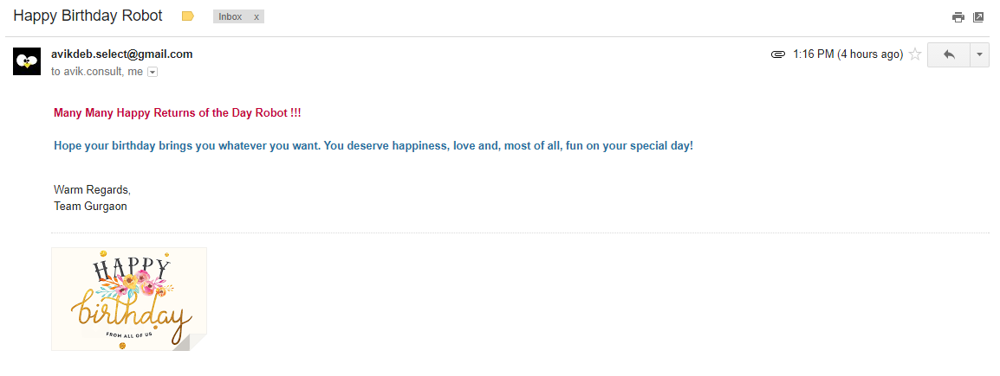 Happy Birthday Robot
Inbox x
avikdeb.select@gmail.com
1:16 PM (4 hours ago)
to avik.consult, me
Many Many Happy Returns of the Day Robot !!!
Hope your birthday brings you whatever you want. You deserve happiness, love and, most of all, fun on your special day!
Warm Regards,
Team Gurgaon
HAPPY
birthday
FROM ALL OF US